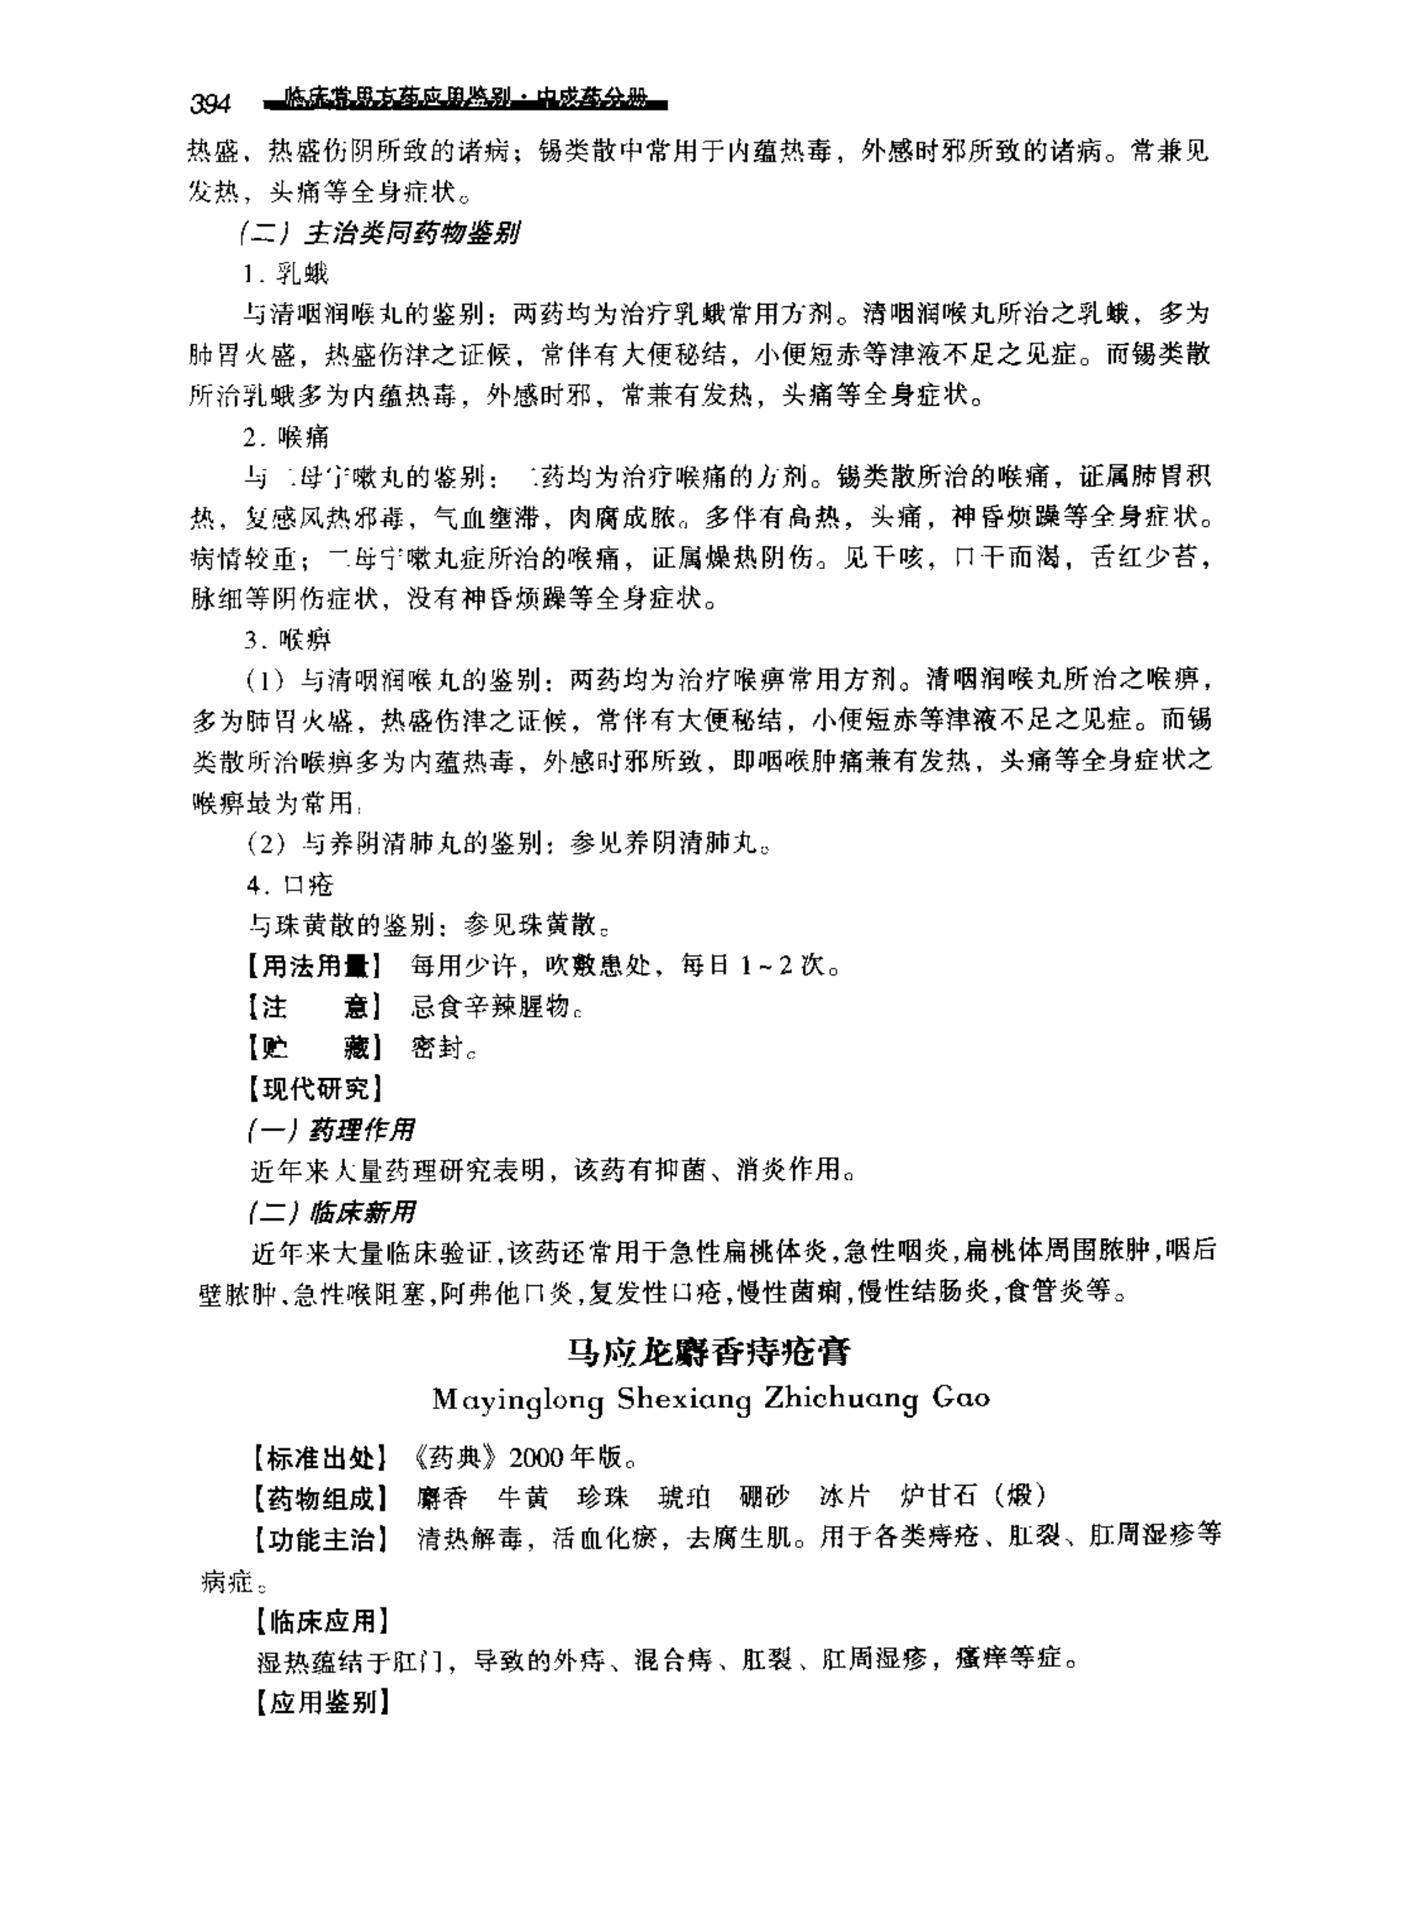 394 临床常用方药应用鉴别·中成药分册
热盛，热盛伤阴所致的诸病；锡类散中常用于内蕴热毒，外感时邪所致的诸病。常兼见
发热，头痛等全身症状。
(二) 主治类同药物鉴别
1. 乳蛾
与清咽润喉丸的鉴别：两药均为治疗乳蛾常用方剂。清咽润喉丸所治之乳蛾，多为
肺胃火盛，热盛伤津之证候，常伴有大便秘结，小便短赤等津液不足之见症。而锡类散
所治乳蛾多为内蕴热毒，外感时邪，常兼有发热，头痛等全身症状。
2. 喉痛
与二母宁嗽丸的鉴别：二药均为治疗喉痛的方剂。锡类散所治的喉痛，证属肺胃积
热，复感风热邪毒，气血壅滞，肉腐成脓。多伴有高热，头痛，神昏烦躁等全身症状。
病情较重；二母宁嗽丸症所治的喉痛，证属燥热阴伤。见干咳，口干而渴，舌红少苔，
脉细等阴伤症状，没有神昏烦躁等全身症状。
3. 喉痹
(1) 与清咽润喉丸的鉴别：两药均为治疗喉痹常用方剂。清咽润喉丸所治之喉痹，
多为肺胃火盛，热盛伤津之证候，常伴有大便秘结，小便短赤等津液不足之见症。而锡
类散所治喉痹多为内蕴热毒，外感时邪所致，即咽喉肿痛兼有发热，头痛等全身症状之
喉痹最为常用。
(2) 与养阴清肺丸的鉴别：参见养阴清肺丸。
4. 口疮
与珠黄散的鉴别：参见珠黄散。
【用法用量】 每用少许，吹敷患处，每日 1~2 次。
【注　　意】 忌食辛辣腥物。
【贮　　藏】 密封。
【现代研究】
(一) 药理作用
近年来大量药理研究表明，该药有抑菌、消炎作用。
(二) 临床新用
近年来大量临床验证,该药还常用于急性扁桃体炎,急性咽炎,扁桃体周围脓肿,咽后
壁脓肿、急性喉阻塞,阿弗他口炎,复发性口疮,慢性菌痢,慢性结肠炎,食管炎等。
马应龙麝香痔疮膏
Mayinglong Shexiang Zhichuang Gao
【标准出处】 《药典》2000 年版。
【药物组成】 麝香　牛黄　珍珠　琥珀　硼砂　冰片　炉甘石（煅）
【功能主治】 清热解毒，活血化瘀，去腐生肌。用于各类痔疮、肛裂、肛周湿疹等
病症。
【临床应用】
湿热蕴结于肛门，导致的外痔、混合痔、肛裂、肛周湿疹，瘙痒等症。
【应用鉴别】